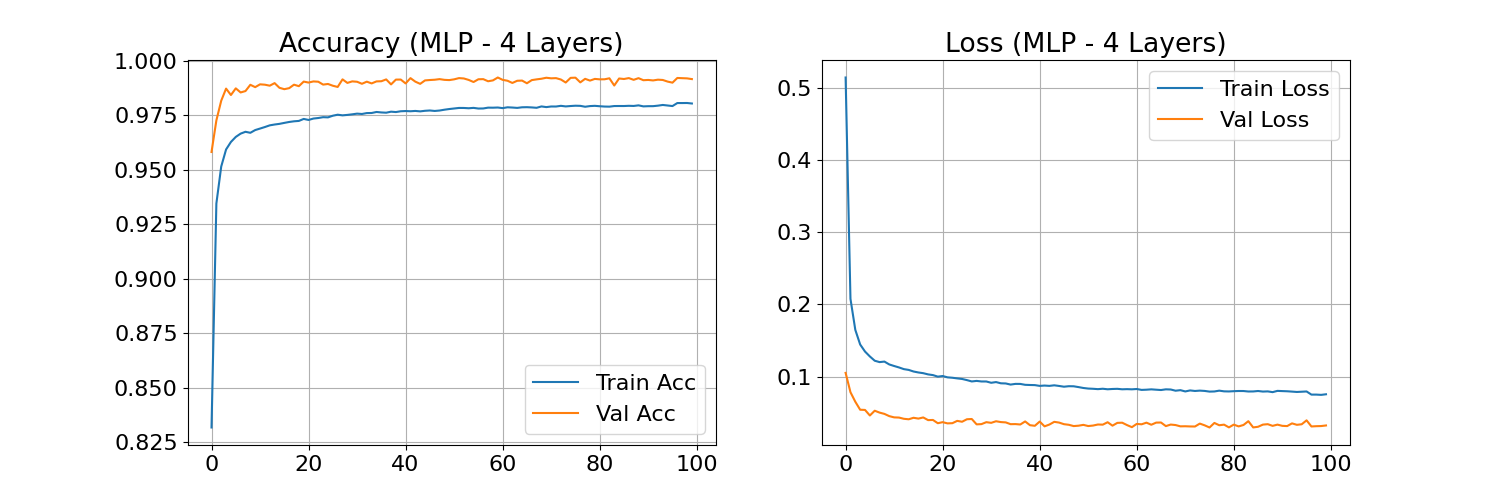 Accuracy (MLP - 4 Layers)
1.000
0.975
0.950
0.925
0.900
0.875
0.850
0.825
0 20 40 60 80 100
Train Acc
Val Acc
Loss (MLP - 4 Layers)
0.5
0.4
0.3
0.2
0.1
0 20 40 60 80 100
Train Loss
Val Loss